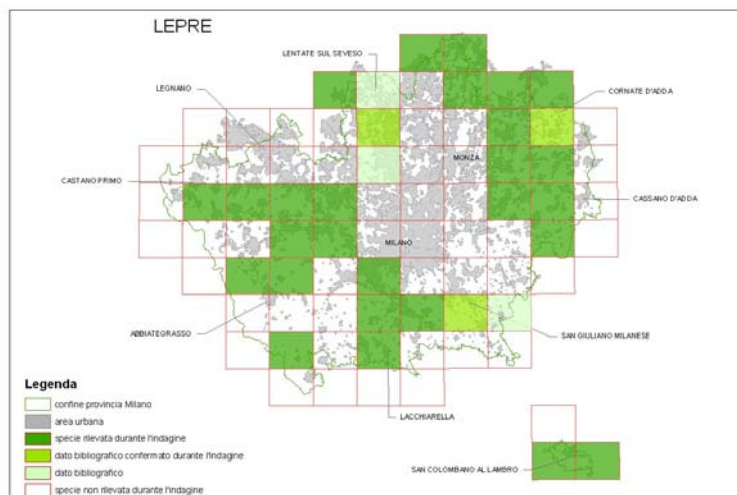 LEPRE
LENTATE SUL SEVESO
LEGNANO
CORNATE D'ADDA
MONZA
CASTANO PRIMO
CASSANO D'ADDA
MILANO
ABBIATEGRASSO
SAN GIULIANO MILANESE
LACCHIARELLA
SAN COLOMBANO AL LAMBRO
Legenda
confine provincia Milano
area urbana
specie rilevata durante l'indagine
dato bibliografico confermato durante l'indagine
dato bibliografico
specie non rilevata durante l'indagine